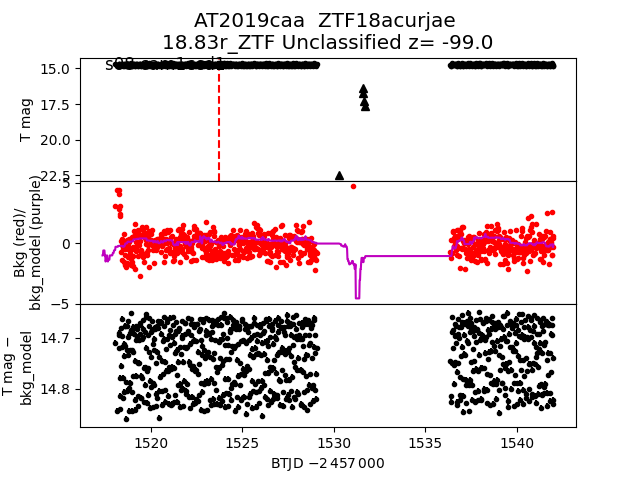 AT2019caa ZTF18acurjae
18.83r_ZTF Unclassified z= -99.0
15.0
17.5
20.0
22.5
T mag
5
0
−5
Bkg (red)/
bkg_model (purple)
14.7
14.8
T mag −
bkg_model
1520
1525
1530
1535
1540
BTJD −2 457 000